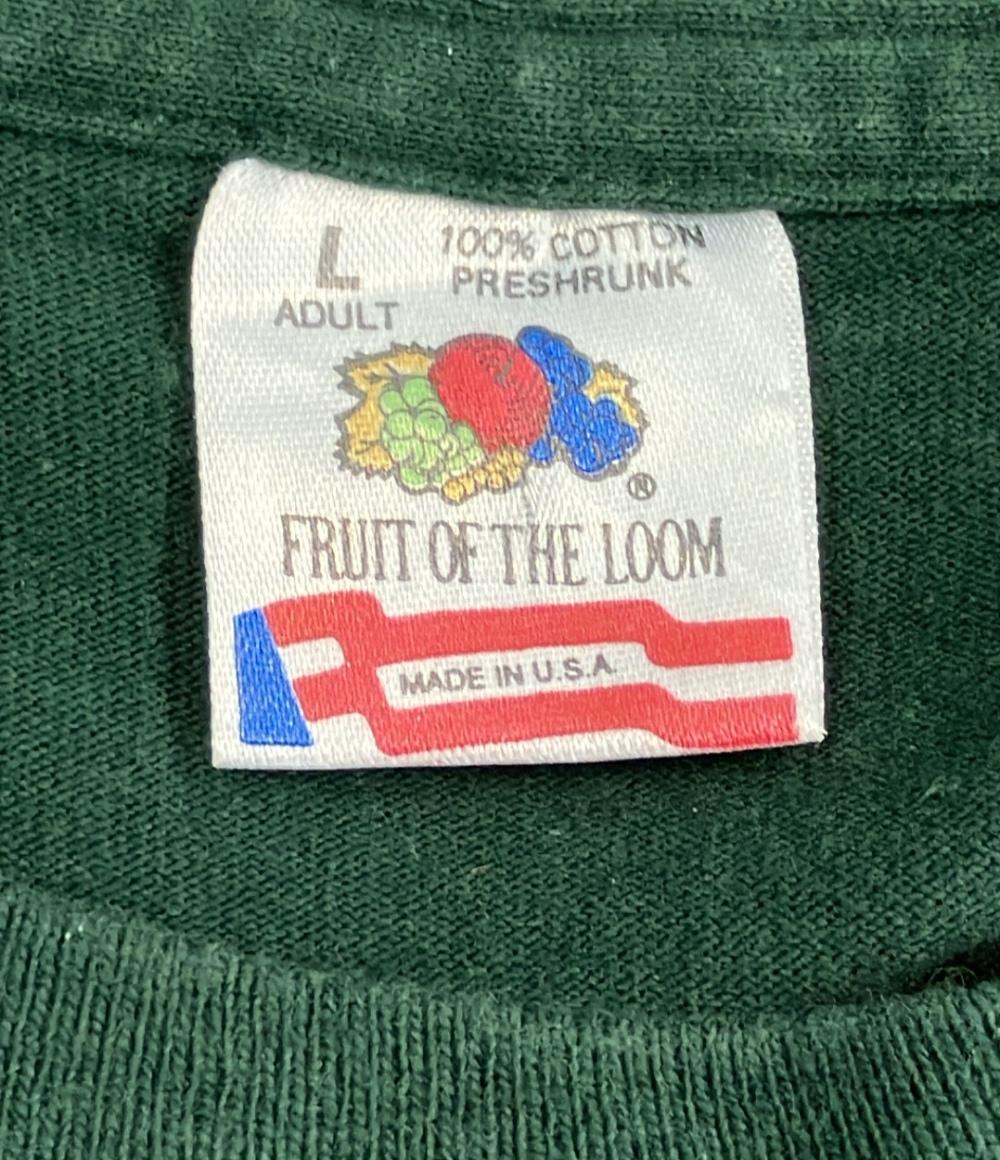 L
ADULT
100% COTTON
PRESHRUNK
®
FRUIT OF THE LOOM
MADE IN U.S.A.